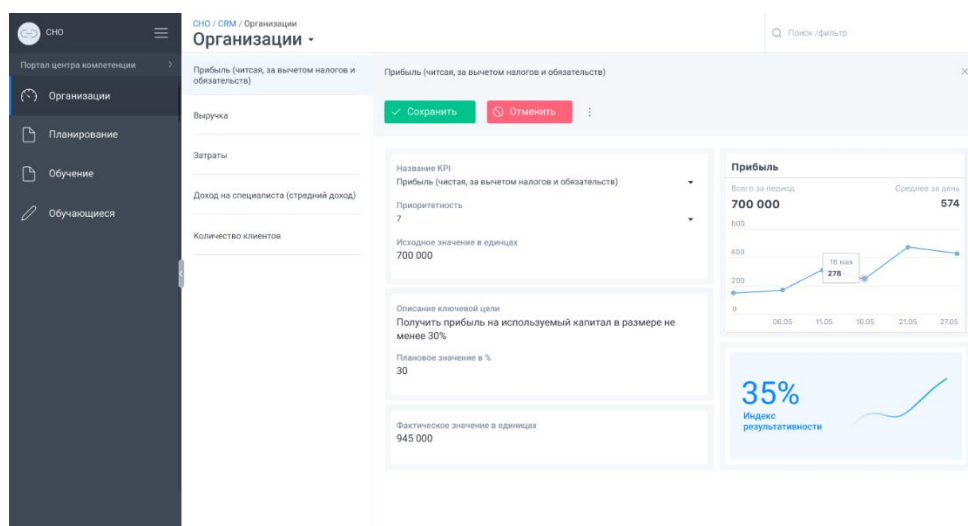 СНО
Портал центра компетенции
Организации
Планирование
Обучение
Обучающиеся
СНО / CRM / Организации
Организации
Поиск /фильтр
Прибыль (читсая, за вычетом налогов и
обязательств)
Выручка
Затраты
Доход на специалиста (стредний доход)
Количество клиентов
Прибыль (читсая, за вычетом налогов и обязательств)
Сохранить
Отменить
Название KPI
Прибыль (чистая, за вычетом налогов и обязательств)
Приоритетность
7
Исходное значение в единцах
700 000
Описание ключевой цели
Получить прибыль на используемый капитал в размере не
менее 30%
Плановое значение в %
30
Фактическое значение в единицах
945 000
Прибыль
Всего за период
Среднее за день
700 000
574
600
400
200
0
16 мая
278
06.05
11.05
16.05
21.05
27.05
35%
Индекс
результативности